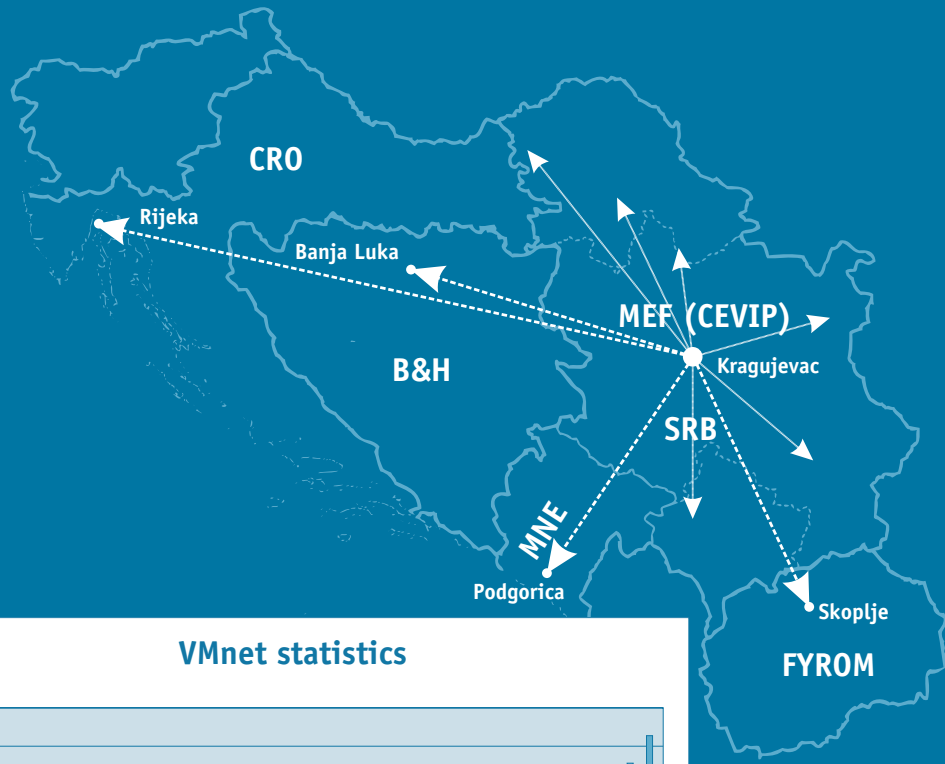 CRO
Rijeka
Banja Luka
MEF (CEVIP)
B&H
Kragujevac
SRB
MNE
Podgorica
Skoplje
FYROM
VMnet statistics